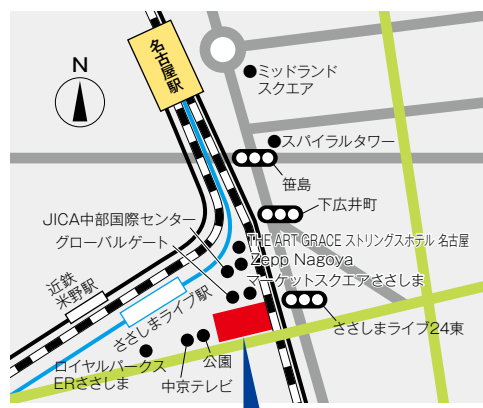 名古屋駅
N
ミッドランド
スクエア
スパイラルタワー
笹島
下広井町
JICA中部国際センター
グローバルゲート
THE ART GRACE ストリングスホテル 名古屋
Zepp Nagoya
マーケットスクエアささしま
近鉄
米野駅
ささしまライブ駅
ささしまライブ24東
ロイヤルパークス
ERささしま
公園
中京テレビ